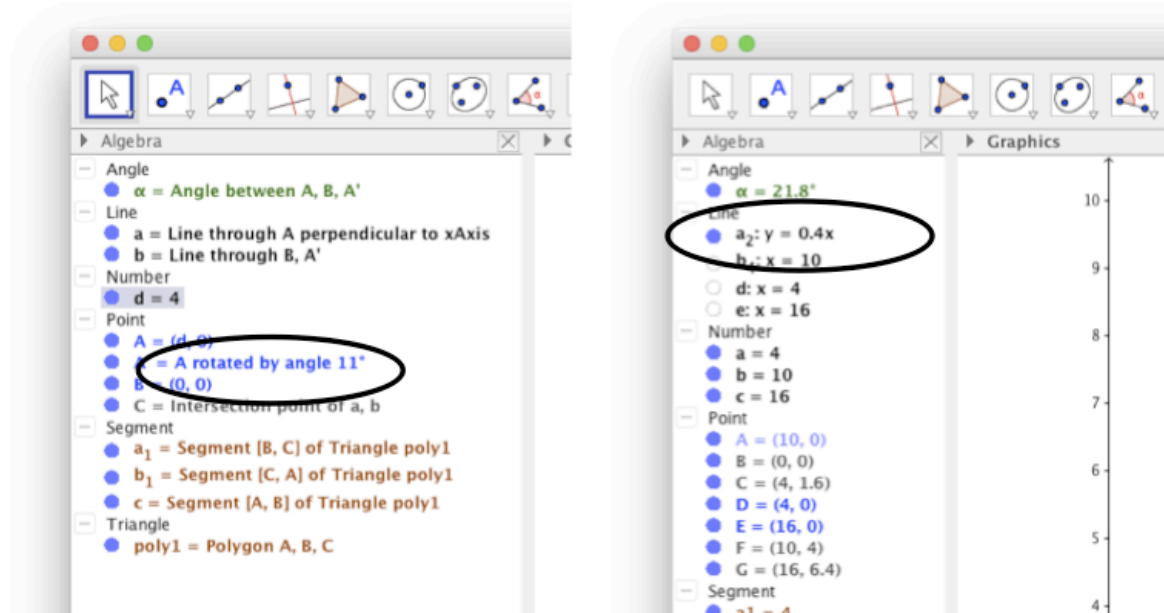 A
α
Algebra
Angle
α = Angle between A, B, A'
Line
a = Line through A perpendicular to xAxis
b = Line through B, A'
Number
d = 4
Point
A = (d, 0)
A' = A rotated by angle 11°
B = (0, 0)
C = Intersection point of a, b
Segment
a₁ = Segment [B, C] of Triangle poly1
b₁ = Segment [C, A] of Triangle poly1
c = Segment [A, B] of Triangle poly1
Triangle
poly1 = Polygon A, B, C
A
α
Algebra
Graphics
Angle
α = 21.8°
Line
a₂: y = 0.4x
b₁: x = 10
d: x = 4
e: x = 16
Number
a = 4
b = 10
c = 16
Point
A = (10, 0)
B = (0, 0)
C = (4, 1.6)
D = (4, 0)
E = (16, 0)
F = (10, 4)
G = (16, 6.4)
Segment
a1 = 4
10
9
8
7
6
5
4